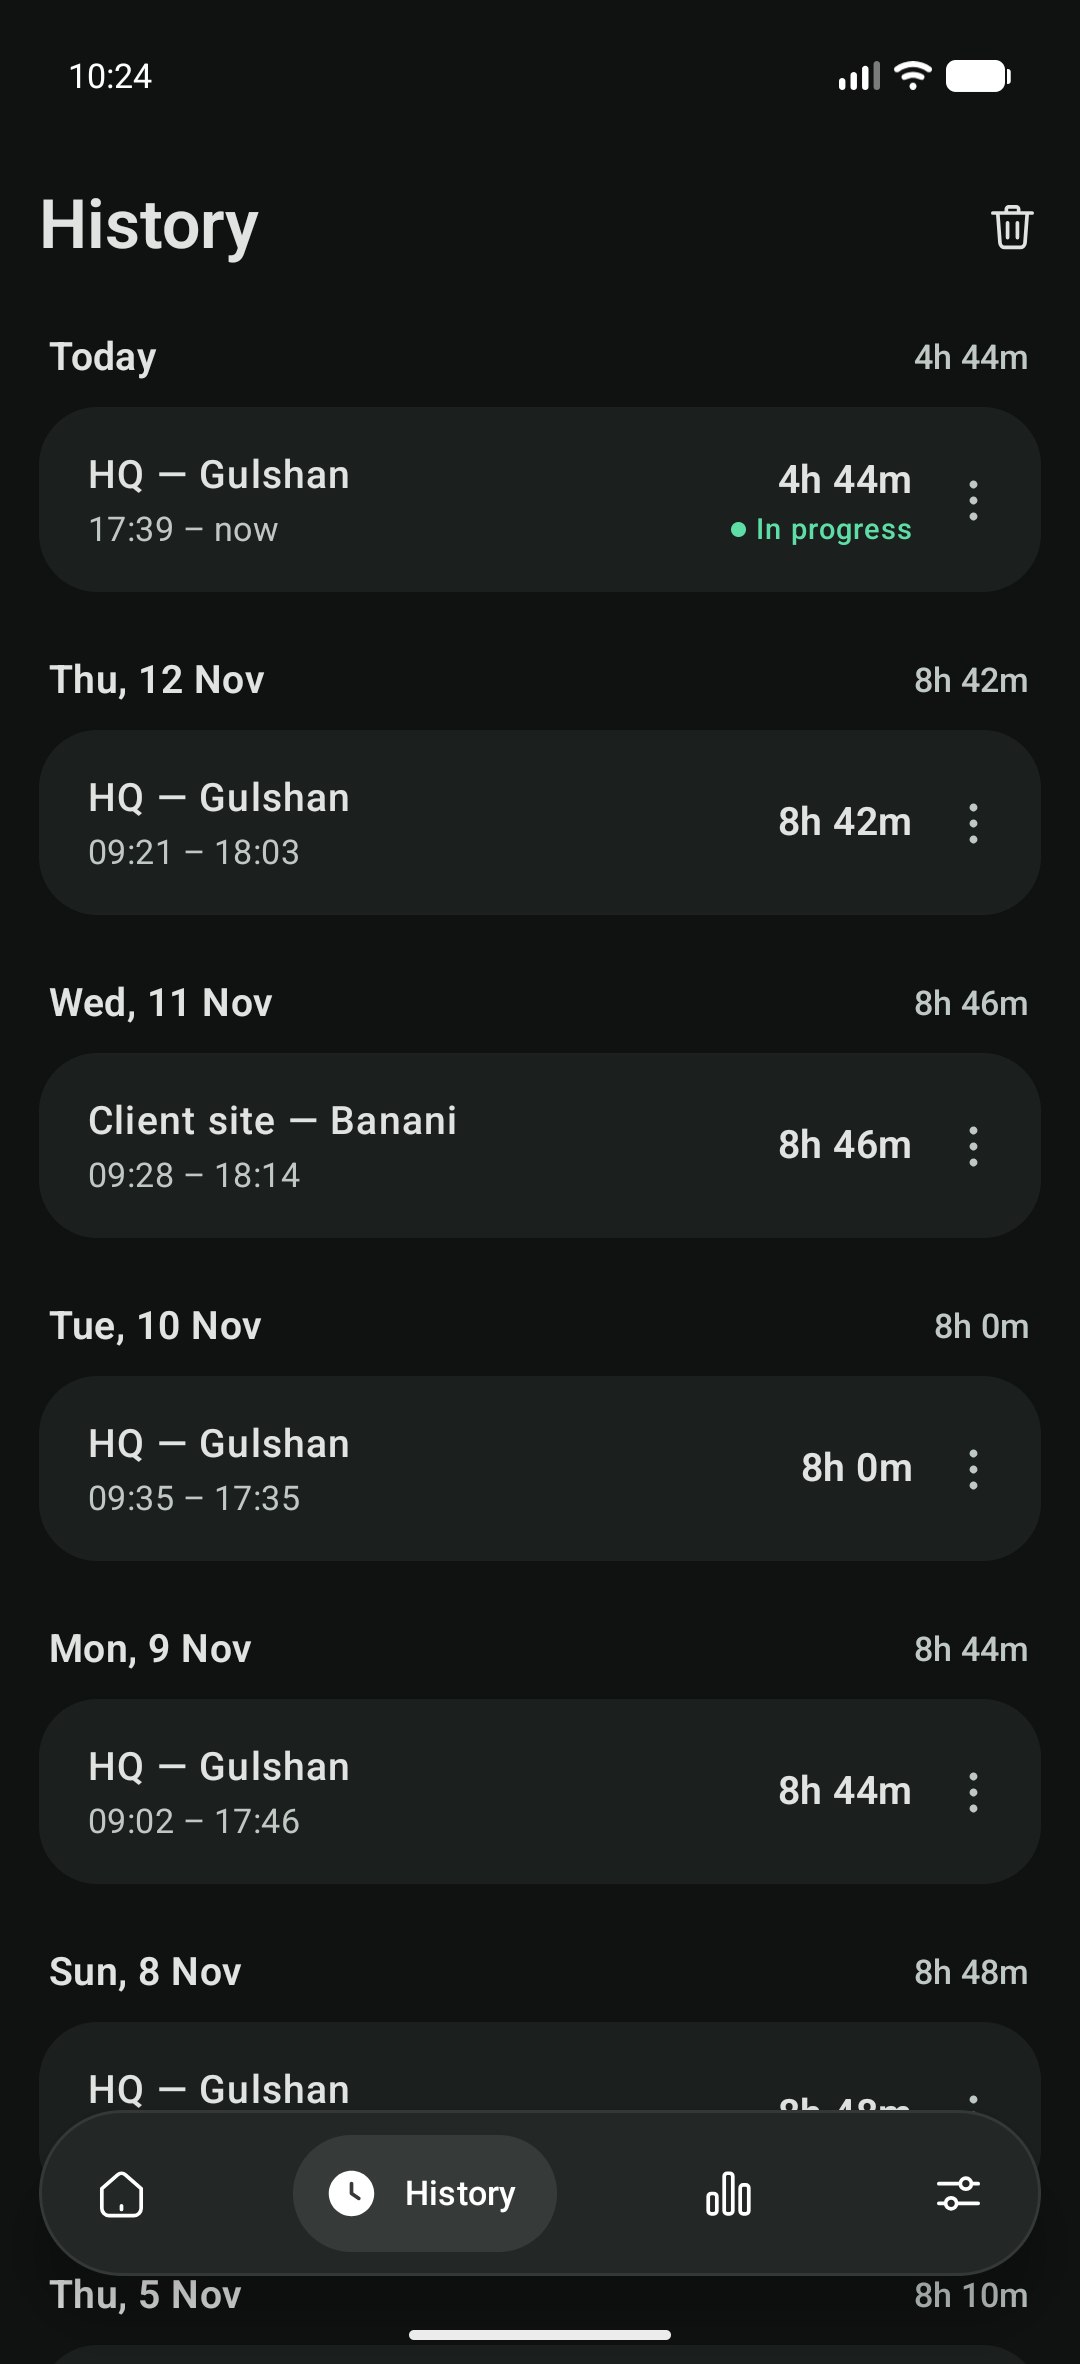 10:24
History
Today 4h 44m
HQ — Gulshan 4h 44m
17:39 – now In progress
Thu, 12 Nov 8h 42m
HQ — Gulshan 8h 42m
09:21 – 18:03
Wed, 11 Nov 8h 46m
Client site — Banani 8h 46m
09:28 – 18:14
Tue, 10 Nov 8h 0m
HQ — Gulshan 8h 0m
09:35 – 17:35
Mon, 9 Nov 8h 44m
HQ — Gulshan 8h 44m
09:02 – 17:46
Sun, 8 Nov 8h 48m
HQ — Gulshan 8h 48m
History
Thu, 5 Nov 8h 10m